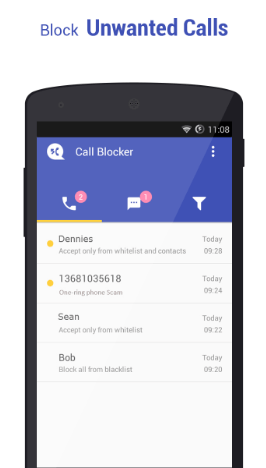 Block Unwanted Calls
11:08
Call Blocker
2
1
Dennies Today
Accept only from whitelist and contacts 09:28
13681035618 Today
One-ring phone Scam 09:24
Sean Today
Accept only from whitelist 09:22
Bob Today
Block all from blacklist 09:20